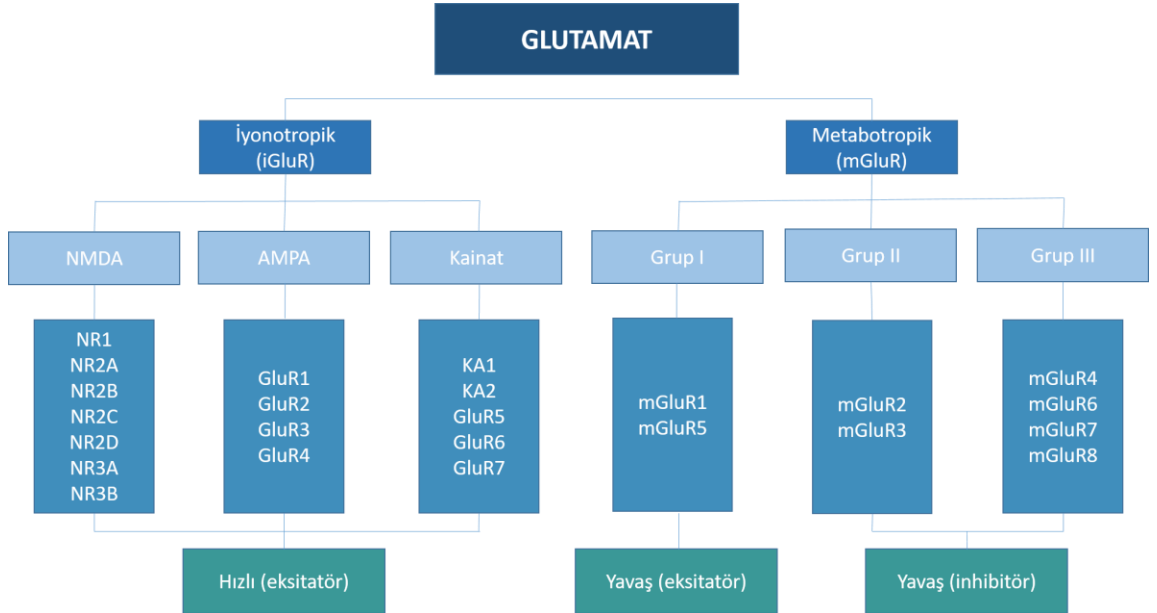 GLUTAMAT
İyonotropik
(iGluR)
Metabotropik
(mGluR)
NMDA
AMPA
Kainat
Grup I
Grup II
Grup III
NR1
NR2A
NR2B
NR2C
NR2D
NR3A
NR3B
GluR1
GluR2
GluR3
GluR4
KA1
KA2
GluR5
GluR6
GluR7
mGluR1
mGluR5
mGluR2
mGluR3
mGluR4
mGluR6
mGluR7
mGluR8
Hızlı (eksitatör)
Yavaş (eksitatör)
Yavaş (inhibitör)